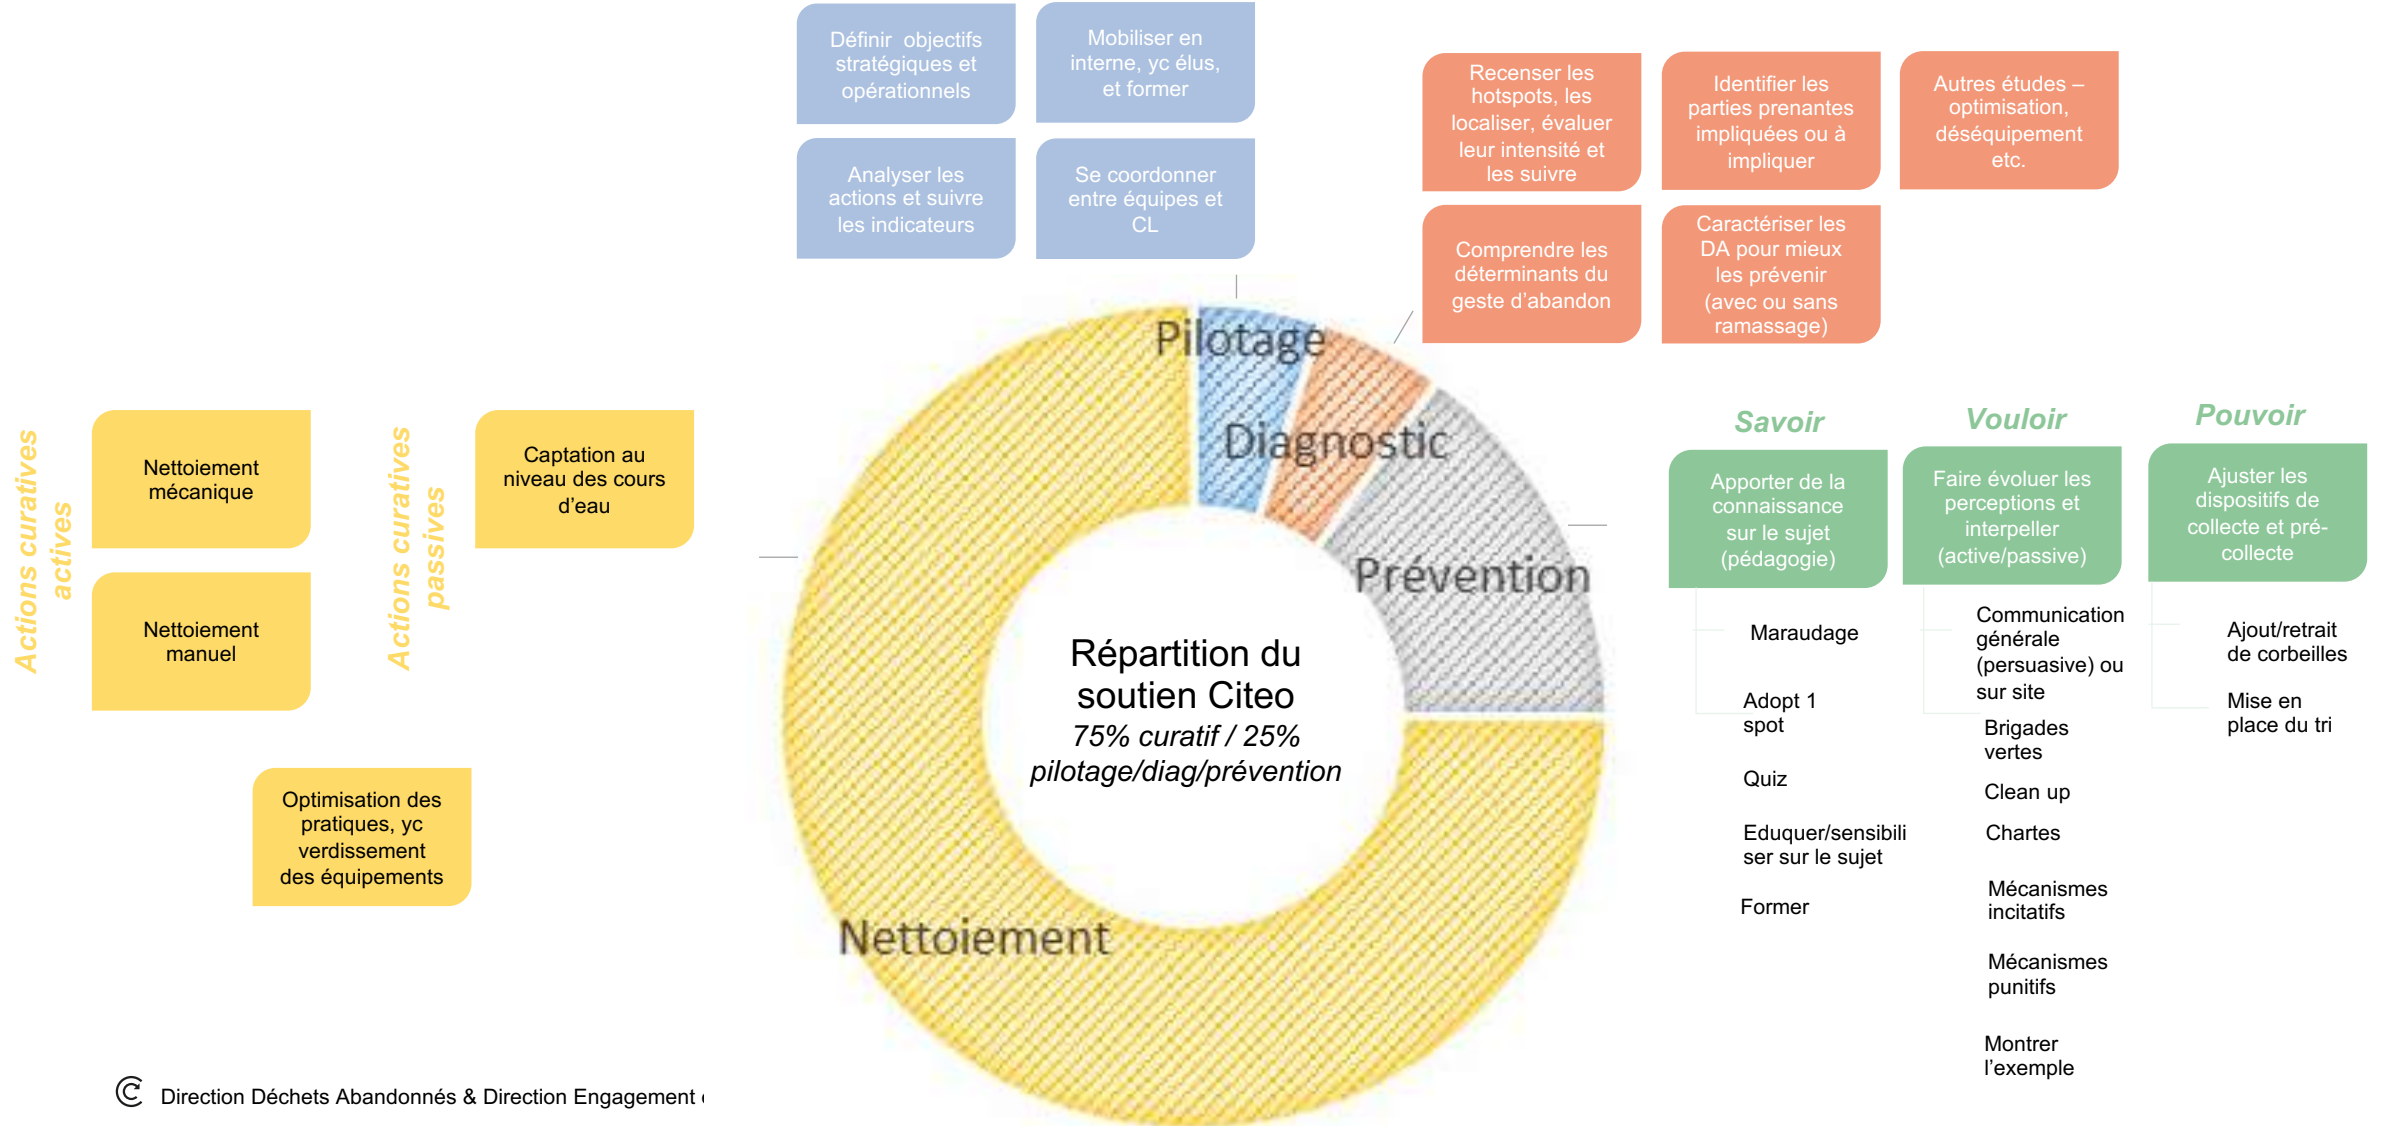 Définir objectifs
stratégiques et
opérationnels
Mobiliser en
interne, yc élus,
et former
Analyser les
actions et suivre
les indicateurs
Se coordonner
entre équipes et
CL
Recenser les
hotspots, les
localiser, évaluer
leur intensité et
les suivre
Identifier les
parties prenantes
impliquées ou à
impliquer
Autres études –
optimisation,
déséquipement
etc.
Comprendre les
déterminants du
geste d’abandon
Caractériser les
DA pour mieux
les prévenir
(avec ou sans
ramassage)
Pilotage
Diagnostic
Prévention
Nettoiement
Répartition du
soutien Citeo
75% curatif / 25%
pilotage/diag/prévention
Actions curatives
actives
Nettoiement
mécanique
Nettoiement
manuel
Actions curatives
passives
Captation au
niveau des cours
d’eau
Optimisation des
pratiques, yc
verdissement
des équipements
Savoir
Apporter de la
connaissance
sur le sujet
(pédagogie)
Maraudage
Adopt 1
spot
Quiz
Eduquer/sensibili
ser sur le sujet
Former
Vouloir
Faire évoluer les
perceptions et
interpeller
(active/passive)
Communication
générale
(persuasive) ou
sur site
Brigades
vertes
Clean up
Chartes
Mécanismes
incitatifs
Mécanismes
punitifs
Montrer
l’exemple
Pouvoir
Ajuster les
dispositifs de
collecte et pré-
collecte
Ajout/retrait
de corbeilles
Mise en
place du tri
Direction Déchets Abandonnés & Direction Engagement